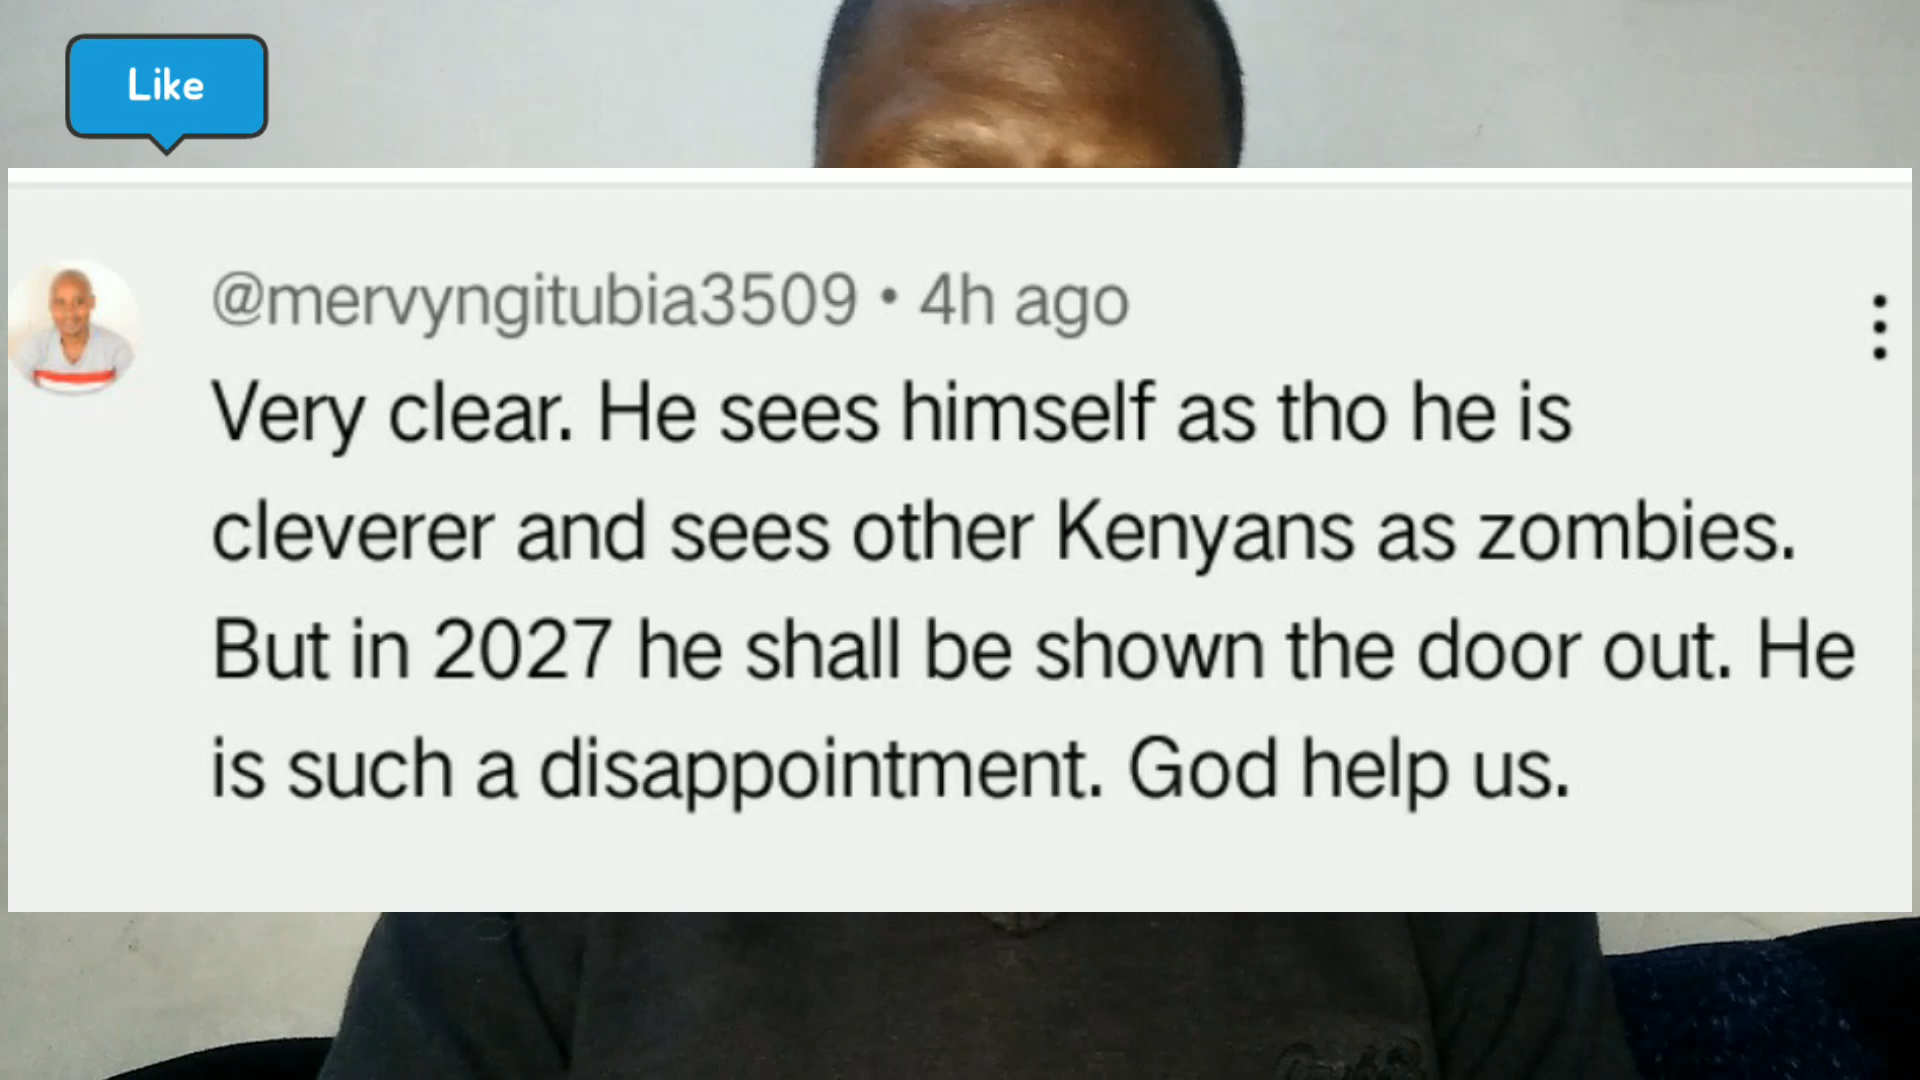 Like
@mervyngitubia3509 • 4h ago
Very clear. He sees himself as tho he is
cleverer and sees other Kenyans as zombies.
But in 2027 he shall be shown the door out. He
is such a disappointment. God help us.